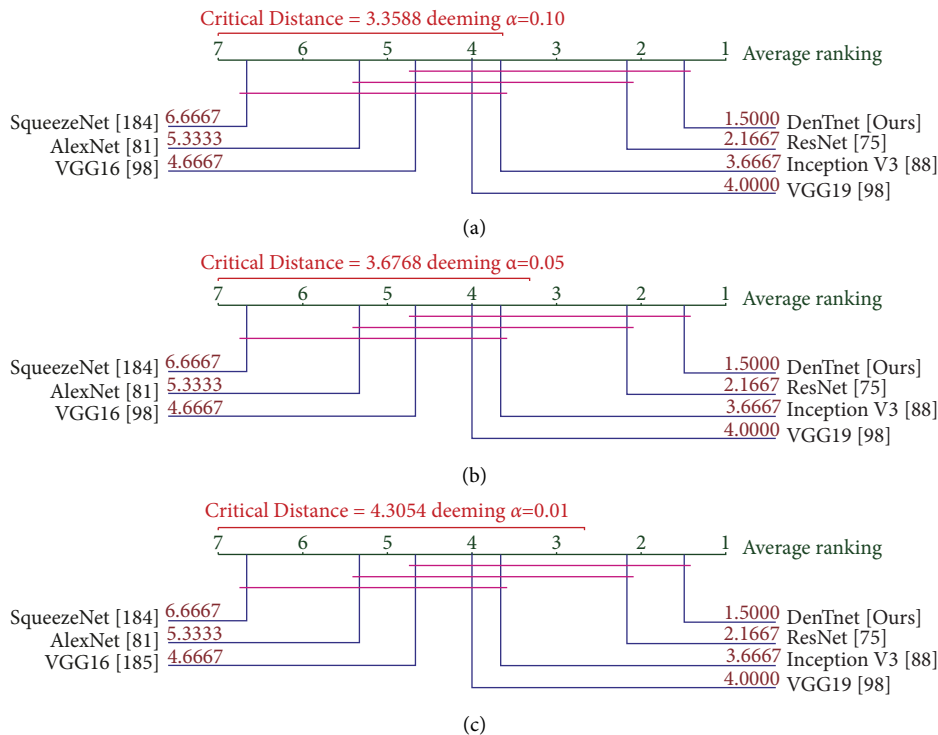 Critical Distance = 3.3588 deeming α=0.10
7 6 5 4 3 2 1 Average ranking
SqueezeNet [184] 6.6667 1.5000 DenTnet [Ours]
AlexNet [81] 5.3333 2.1667 ResNet [75]
VGG16 [98] 4.6667 3.6667 Inception V3 [88]
4.0000 VGG19 [98]
(a)
Critical Distance = 3.6768 deeming α=0.05
7 6 5 4 3 2 1 Average ranking
SqueezeNet [184] 6.6667 1.5000 DenTnet [Ours]
AlexNet [81] 5.3333 2.1667 ResNet [75]
VGG16 [98] 4.6667 3.6667 Inception V3 [88]
4.0000 VGG19 [98]
(b)
Critical Distance = 4.3054 deeming α=0.01
7 6 5 4 3 2 1 Average ranking
SqueezeNet [184] 6.6667 1.5000 DenTnet [Ours]
AlexNet [81] 5.3333 2.1667 ResNet [75]
VGG16 [185] 4.6667 3.6667 Inception V3 [88]
4.0000 VGG19 [98]
(c)